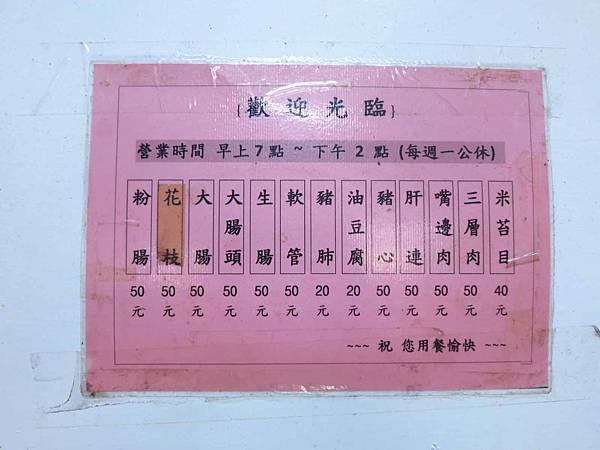 {歡迎光臨}
營業時間 早上7點 ~ 下午 2 點 (每週一公休)
米苔目 40元
三層肉 50元
嘴邊肉 50元
肝連 50元
豬心 50元
油豆腐 20元
豬肺 20元
軟管 50元
生腸 50元
大腸頭 50元
大腸 50元
花枝 50元
粉腸 50元
~~~ 祝 您用餐愉快 ~~~